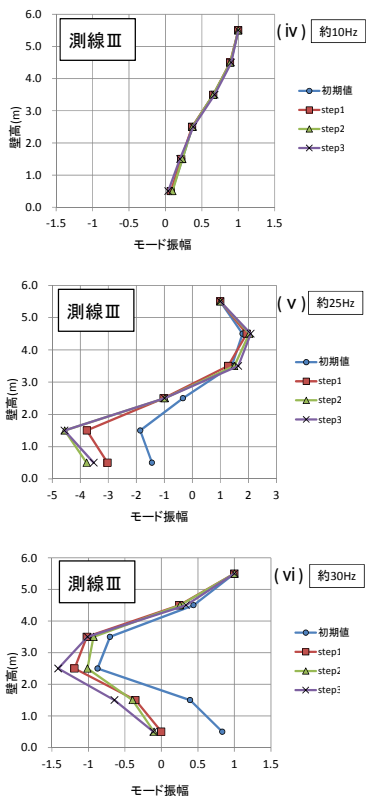 測線Ⅲ
(ⅳ) 約10Hz
6.0
5.0
4.0
3.0
2.0
1.0
0.0
壁高(m)
-1.5 -1 -0.5 0 0.5 1 1.5
モード振幅
初期値
step1
step2
step3
測線Ⅲ
(ⅴ) 約25Hz
6.0
5.0
4.0
3.0
2.0
1.0
0.0
壁高(m)
-5 -4 -3 -2 -1 0 1 2 3
モード振幅
初期値
step1
step2
step3
測線Ⅲ
(ⅵ) 約30Hz
6.0
5.0
4.0
3.0
2.0
1.0
0.0
壁高(m)
-1.5 -1 -0.5 0 0.5 1 1.5
モード振幅
初期値
step1
step2
step3